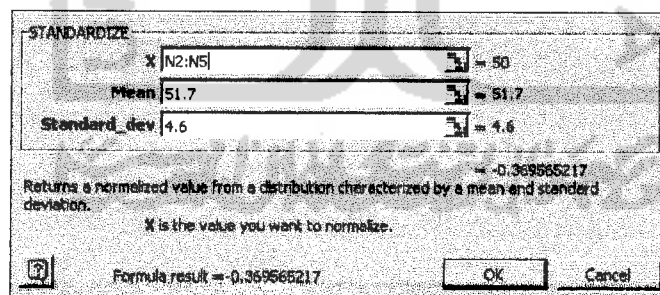 STANDARDIZE
X N2:N5 = 50
Mean 51.7 = 51.7
Standard_dev 4.6 = 4.6
= -0.369565217
Returns a normalized value from a distribution characterized by a mean and standard
deviation.
X is the value you want to normalize.
? Formula result =-0.369565217 OK Cancel